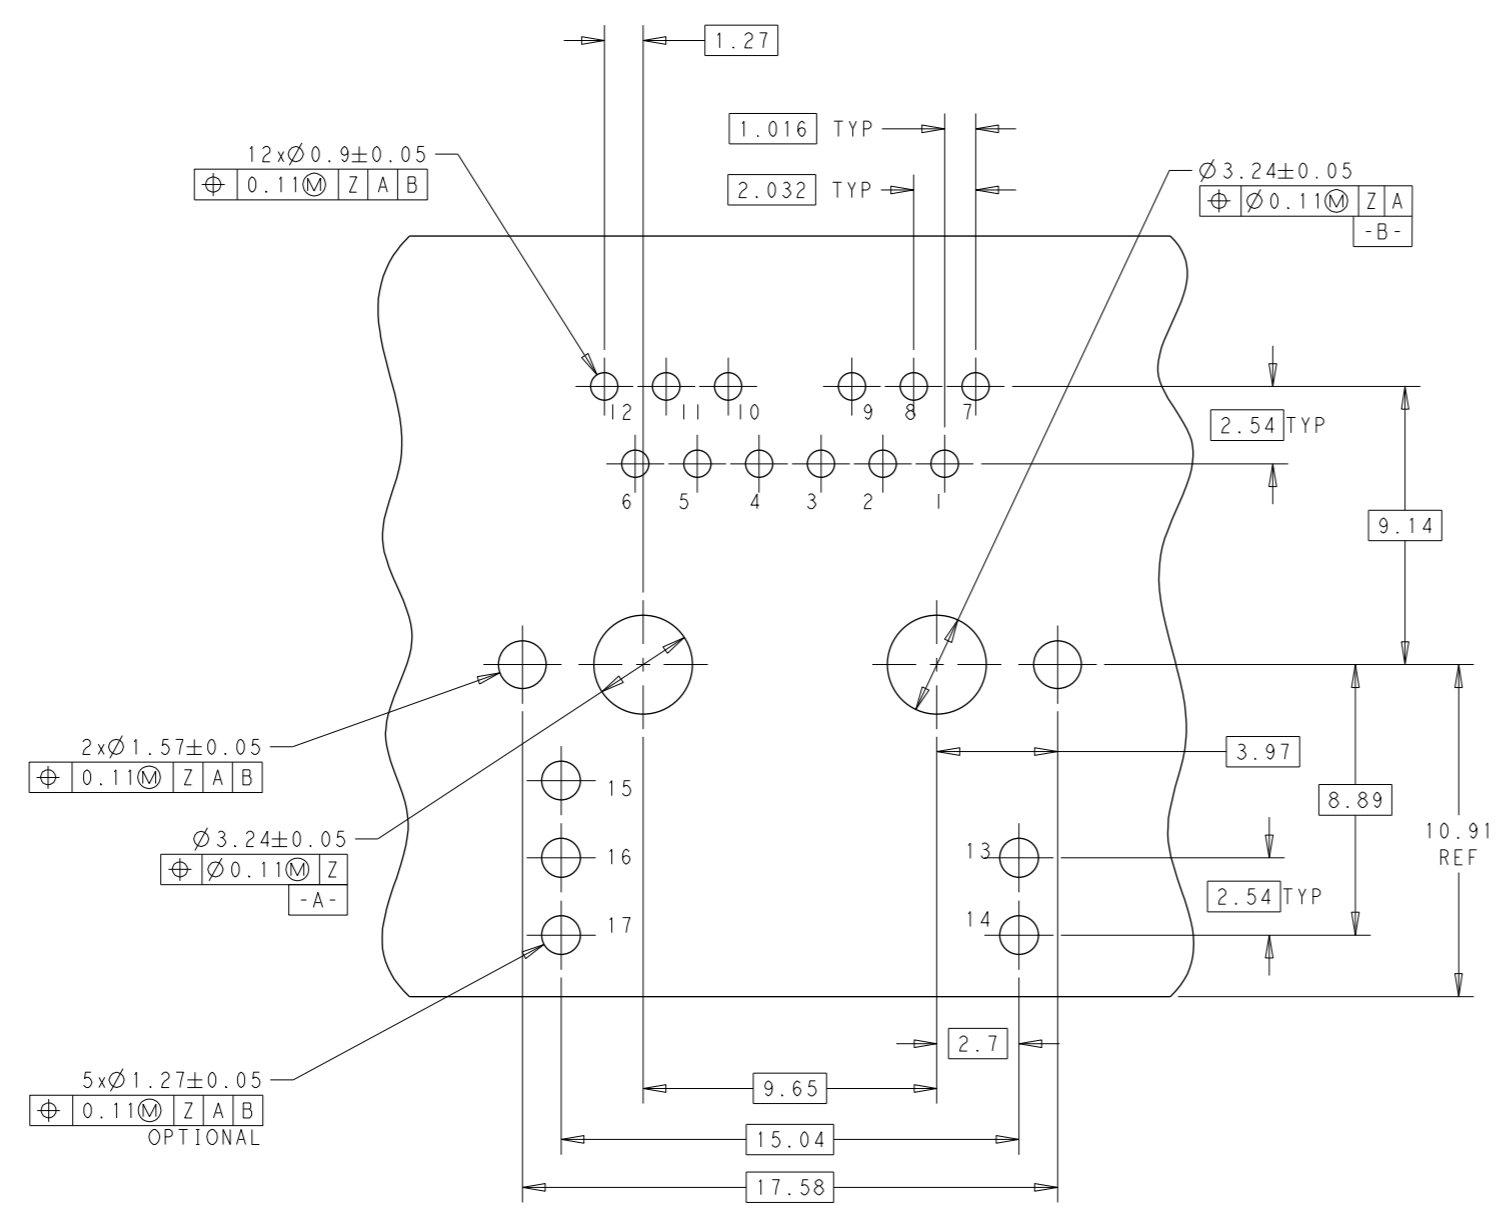 1.27
1.016 TYP
12xØ0.9±0.05
⌖ 0.11Ⓜ Z A B
2.032 TYP
Ø3.24±0.05
⌖ Ø0.11Ⓜ Z A
-B-
12 11 10 9 8 7
2.54 TYP
6 5 4 3 2 1
9.14
2xØ1.57±0.05
⌖ 0.11Ⓜ Z A B
3.97
15
8.89
Ø3.24±0.05
⌖ Ø0.11Ⓜ Z
-A-
10.91
REF
16
13
2.54 TYP
17
14
2.7
5xØ1.27±0.05
⌖ 0.11Ⓜ Z A B
OPTIONAL
9.65
15.04
17.58